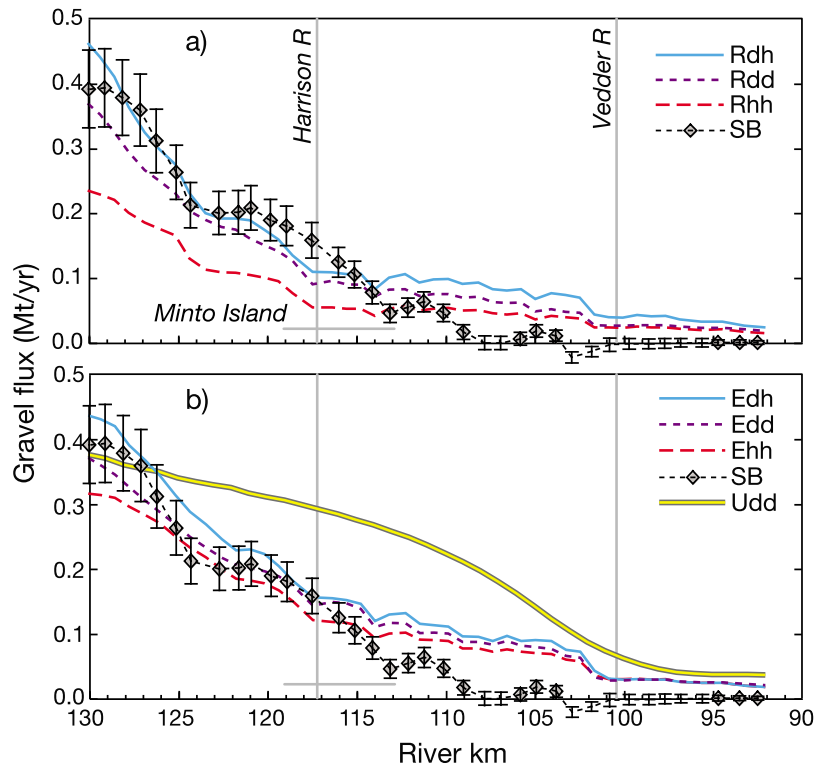 0.5
a)
Harrison R
Vedder R
Rdh
0.4
Rdd
Rhh
SB
0.3
0.2
0.1
Minto Island
0.0
Gravel flux (Mt/yr)
0.5
b)
Edh
Edd
0.4
Ehh
SB
Udd
0.3
0.2
0.1
0.0
130 125 120 115 110 105 100 95 90
River km